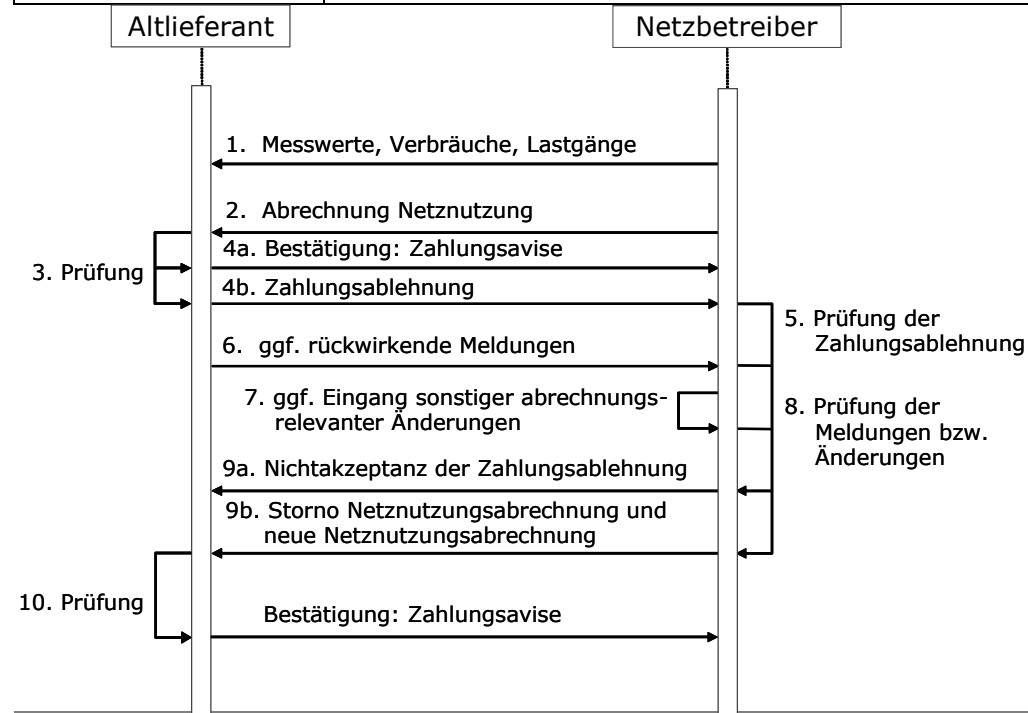 Altlieferant
Netzbetreiber
1. Messwerte, Verbräuche, Lastgänge
2. Abrechnung Netznutzung
4a. Bestätigung: Zahlungsavise
3. Prüfung
4b. Zahlungsablehnung
5. Prüfung der
Zahlungsablehnung
6. ggf. rückwirkende Meldungen
7. ggf. Eingang sonstiger abrechnungs-
relevanter Änderungen
8. Prüfung der
Meldungen bzw.
Änderungen
9a. Nichtakzeptanz der Zahlungsablehnung
9b. Storno Netznutzungsabrechnung und
neue Netznutzungsabrechnung
10. Prüfung
Bestätigung: Zahlungsavise